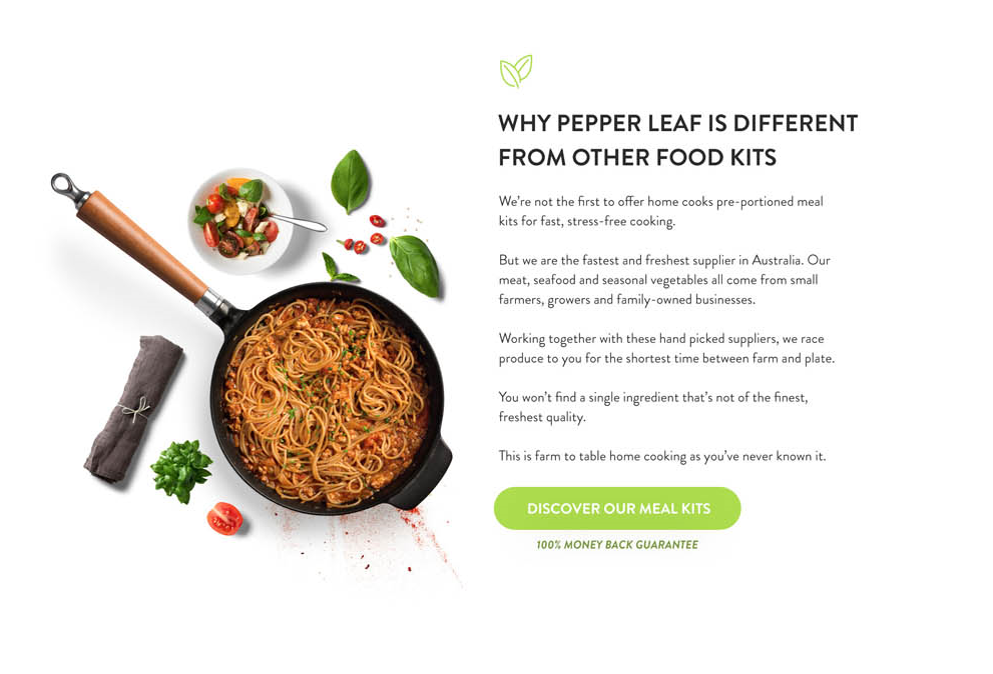 WHY PEPPER LEAF IS DIFFERENT
FROM OTHER FOOD KITS
We’re not the first to offer home cooks pre-portioned meal
kits for fast, stress-free cooking.
But we are the fastest and freshest supplier in Australia. Our
meat, seafood and seasonal vegetables all come from small
farmers, growers and family-owned businesses.
Working together with these hand picked suppliers, we race
produce to you for the shortest time between farm and plate.
You won’t find a single ingredient that’s not of the finest,
freshest quality.
This is farm to table home cooking as you’ve never known it.
DISCOVER OUR MEAL KITS
100% MONEY BACK GUARANTEE